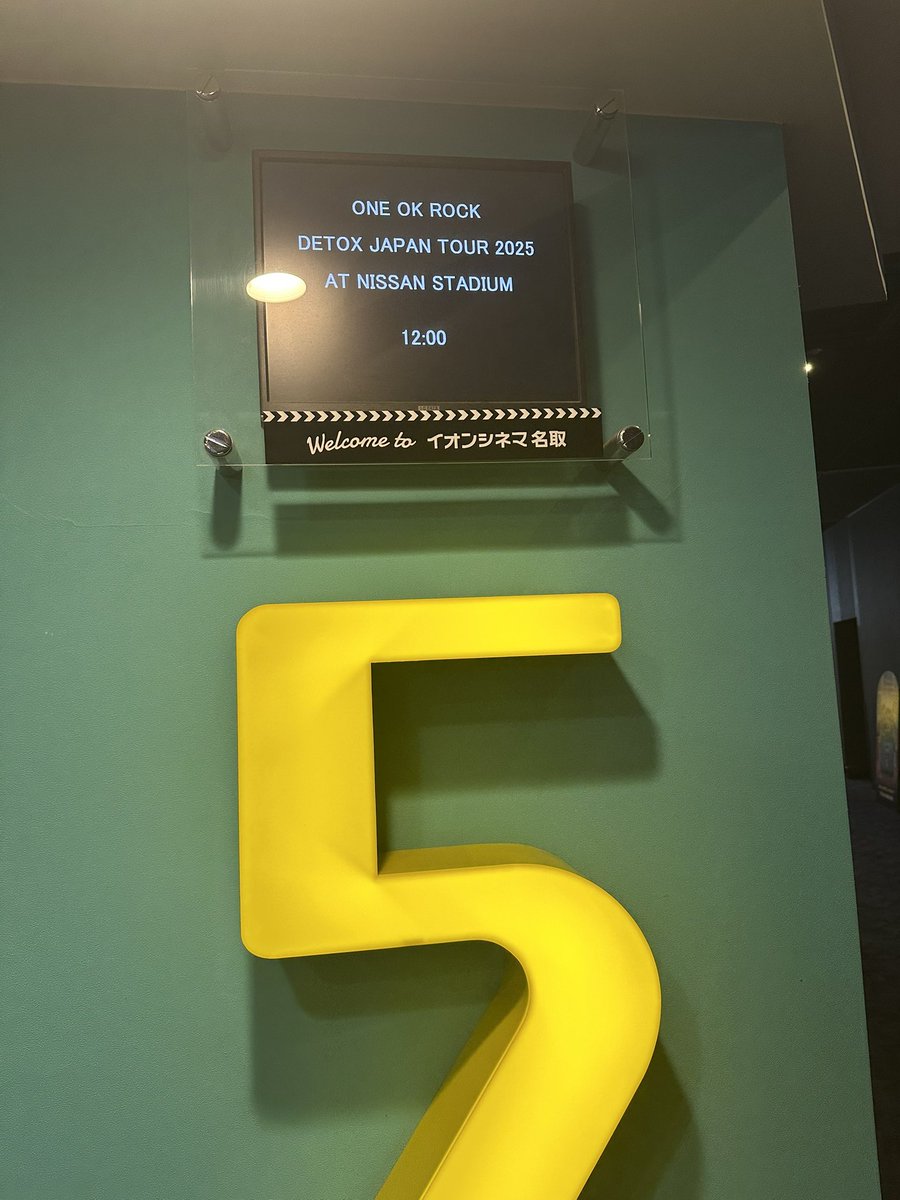 ONE OK ROCK
DETOX JAPAN TOUR 2025
AT NISSAN STADIUM
12:00
Welcome to イオンシネマ名取
5